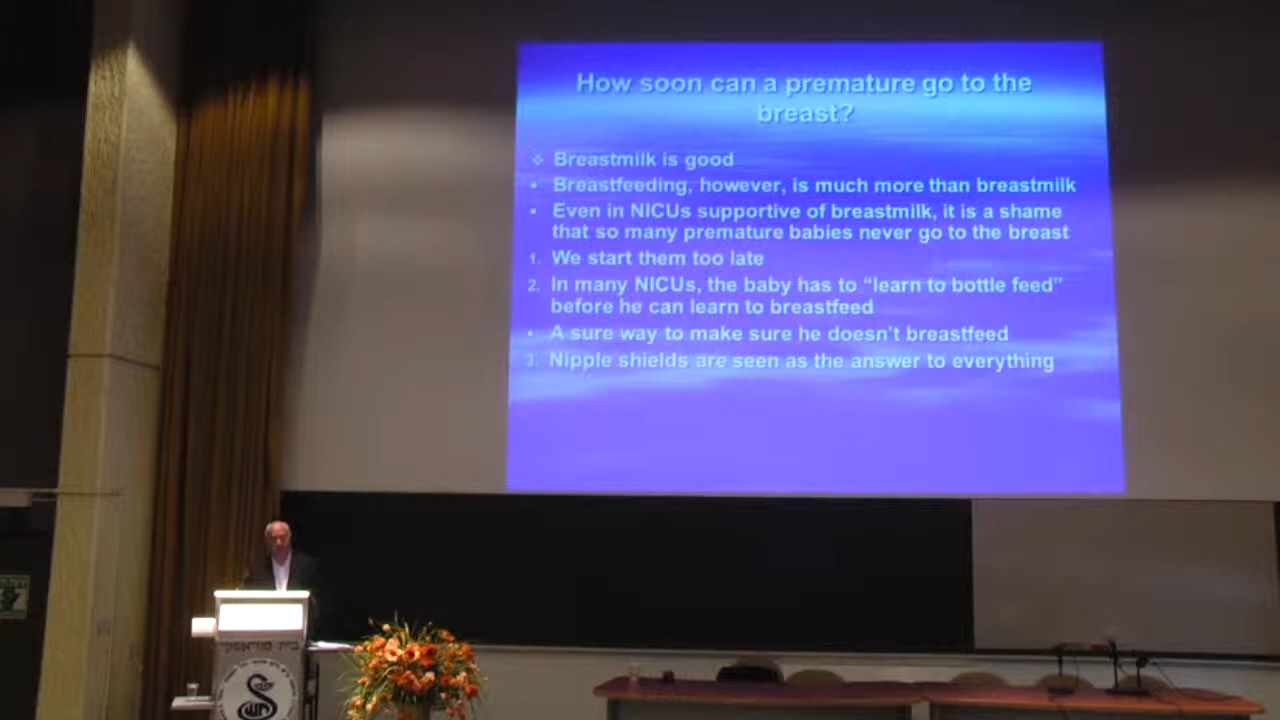 How soon can a premature go to the
breast?
Breastmilk is good
Breastfeeding, however, is much more than breastmilk
Even in NICUs supportive of breastmilk, it is a shame
that so many premature babies never go to the breast
1. We start them too late
2. In many NICUs, the baby has to “learn to bottle feed”
before he can learn to breastfeed
A sure way to make sure he doesn’t breastfeed
3. Nipple shields are seen as the answer to everything
בית